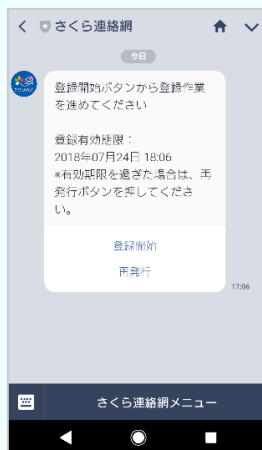 さくら連絡網
今日
登録開始ボタンから登録作業
を進めてください
登録有効期限：
2018年07月24日 18:06
※有効期限を過ぎた場合は、再
発行ボタンを押してくださ
い。
登録開始
再発行
17:06
さくら連絡網メニュー